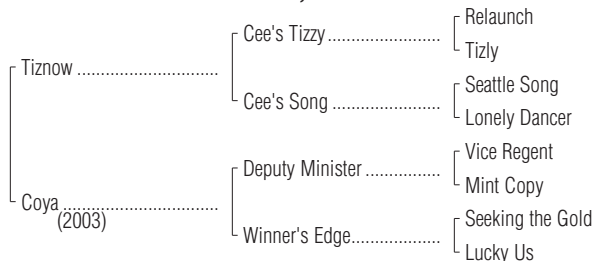 Relaunch
Cee's Tizzy
Tizly
Tiznow
Seattle Song
Cee's Song
Lonely Dancer
Vice Regent
Deputy Minister
Mint Copy
Coya
(2003)
Seeking the Gold
Winner's Edge
Lucky Us